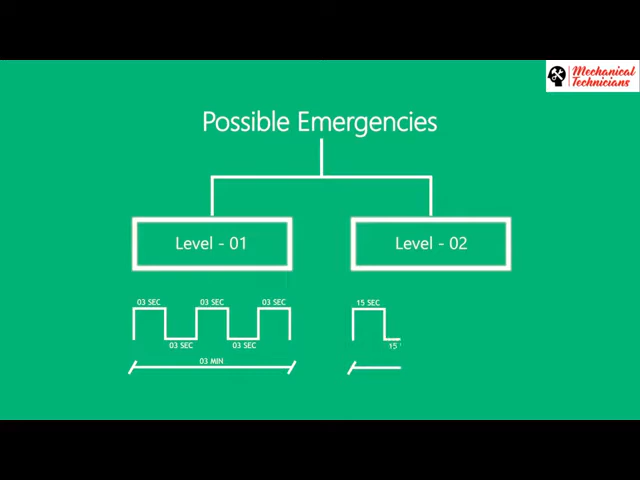 Mechanical
Technicians
Possible Emergencies
Level - 01
Level - 02
03 SEC
03 SEC
03 SEC
15 SEC
03 SEC
03 SEC
15
03 MIN